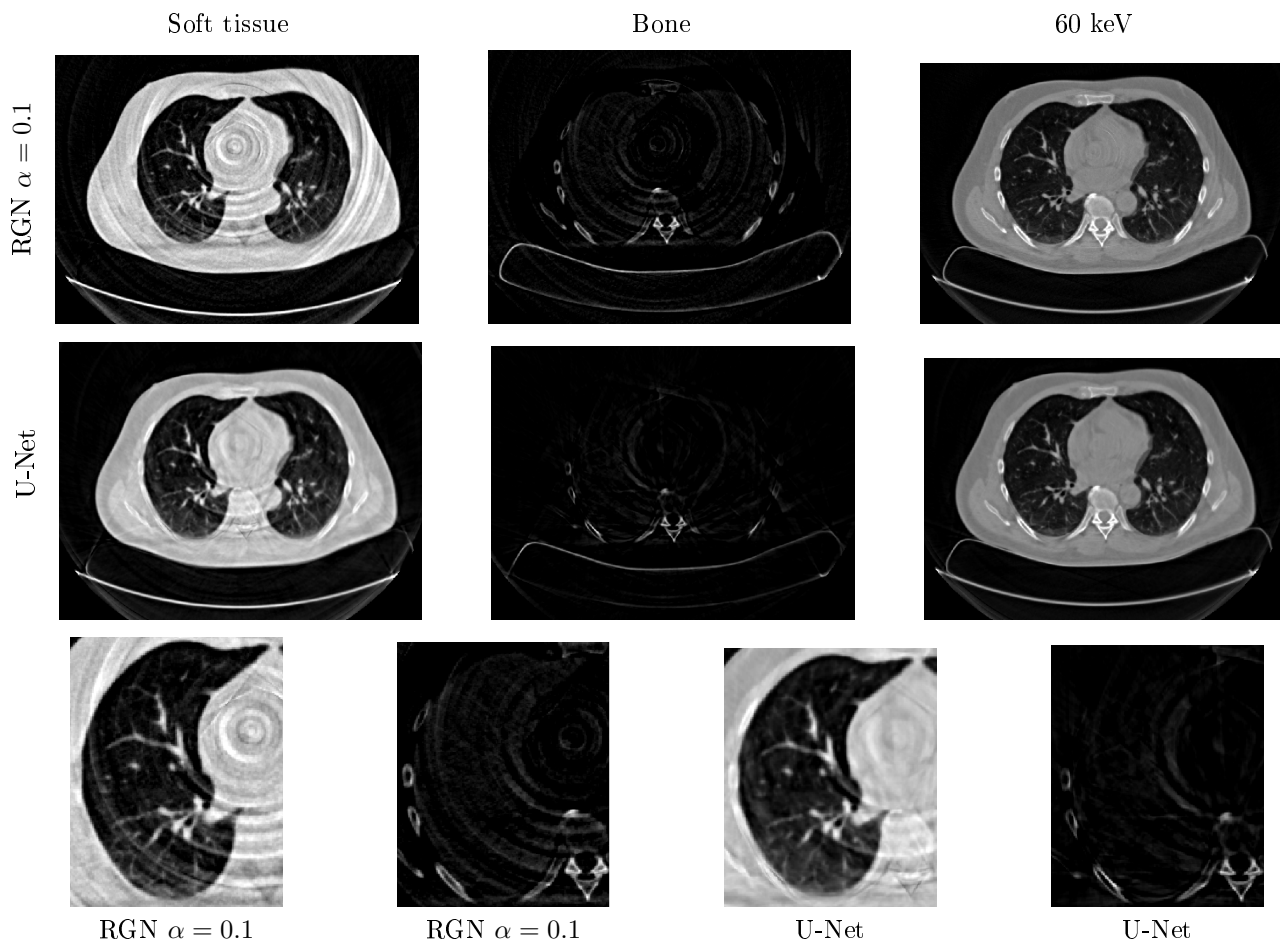 Soft tissue Bone 60 keV
RGN α = 0.1
U-Net
RGN α = 0.1 RGN α = 0.1 U-Net U-Net